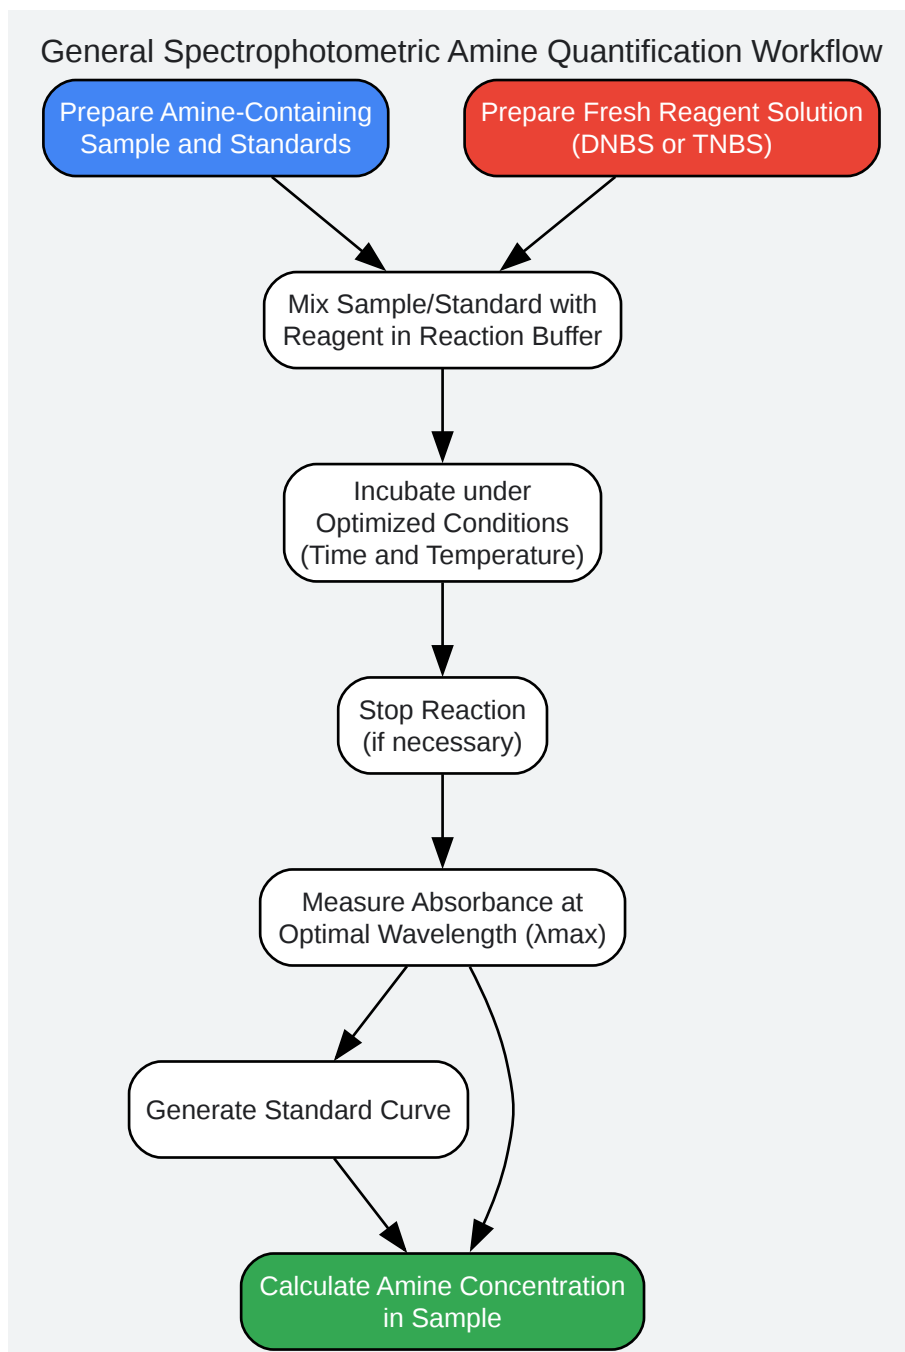 General Spectrophotometric Amine Quantification Workflow
Prepare Amine-Containing
Sample and Standards
Prepare Fresh Reagent Solution
(DNBS or TNBS)
Mix Sample/Standard with
Reagent in Reaction Buffer
Incubate under
Optimized Conditions
(Time and Temperature)
Stop Reaction
(if necessary)
Measure Absorbance at
Optimal Wavelength (λmax)
Generate Standard Curve
Calculate Amine Concentration
in Sample